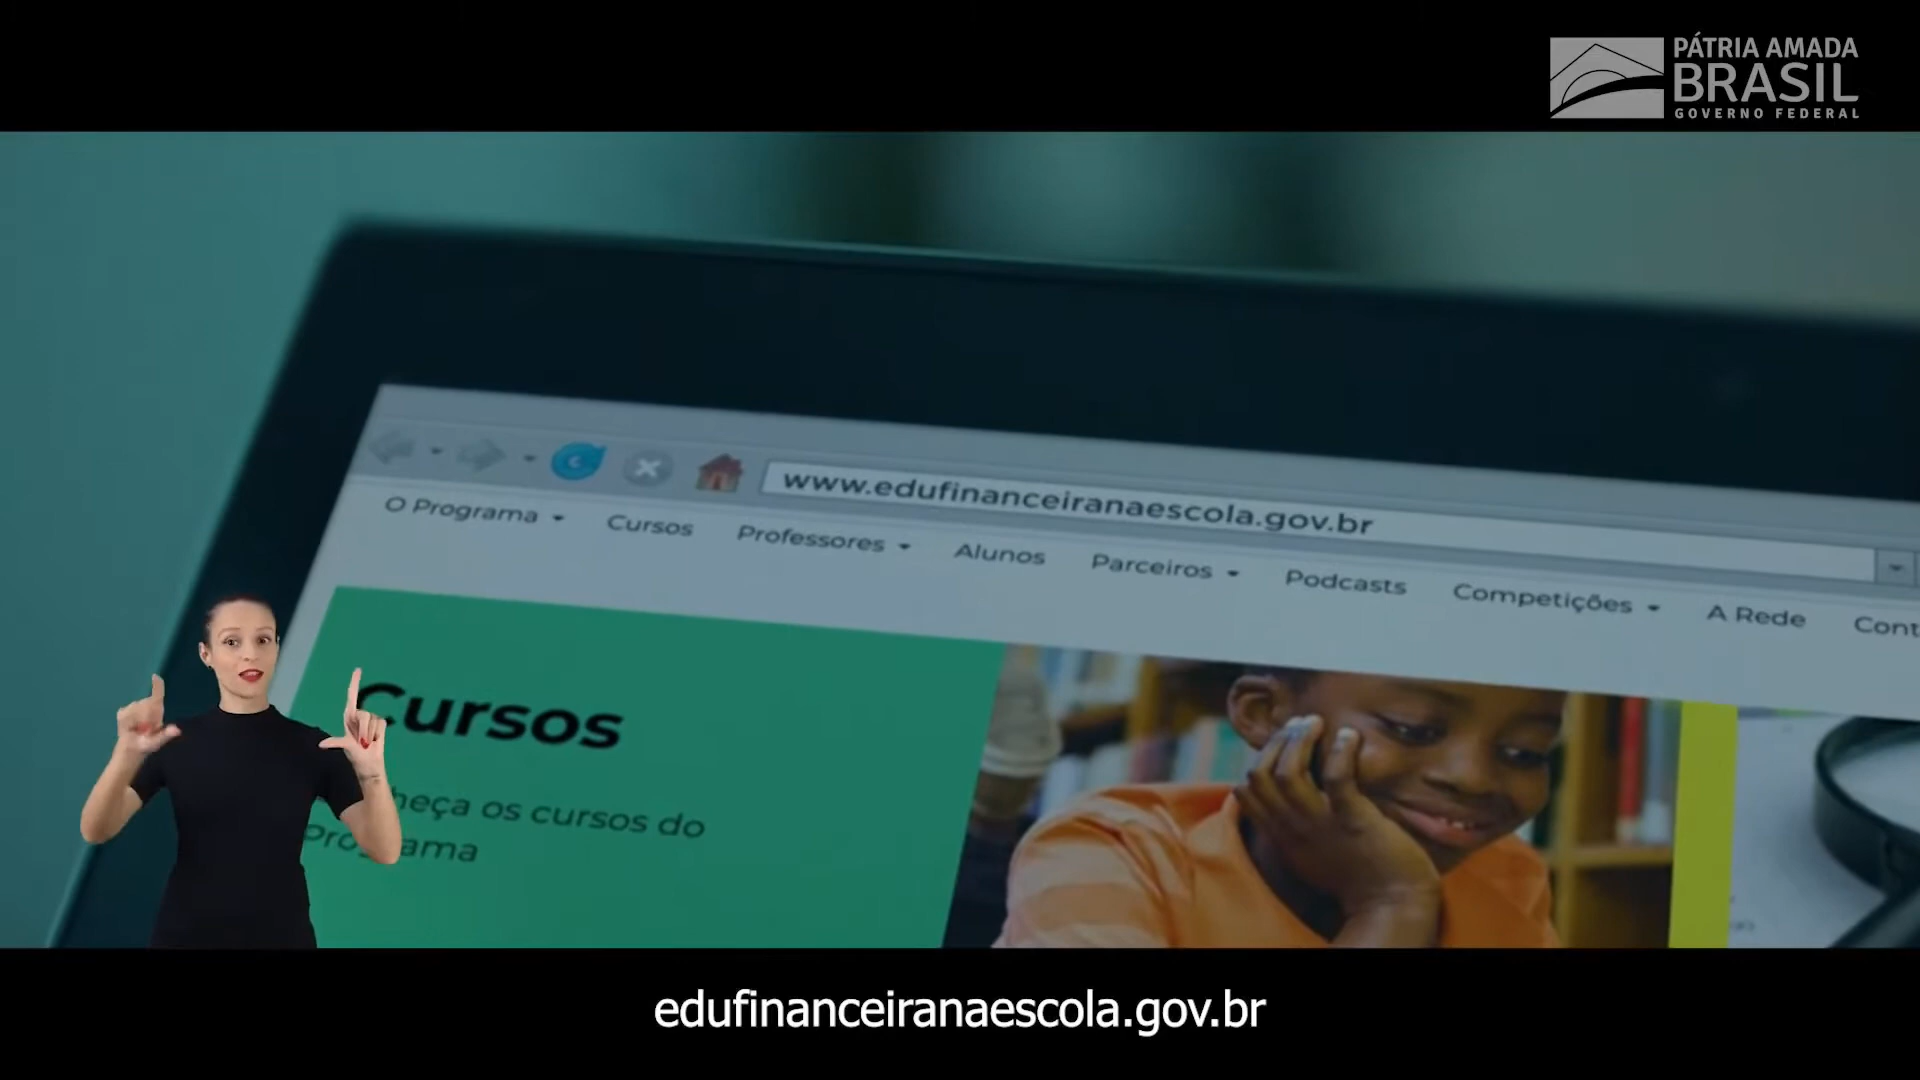 PÁTRIA AMADA
BRASIL
GOVERNO FEDERAL
www.edufinanceiranaescola.gov.br
O Programa Cursos Professores Alunos Parceiros Podcasts Competições A Rede
Cursos
os cursos do
edufinanceiranaescola.gov.br